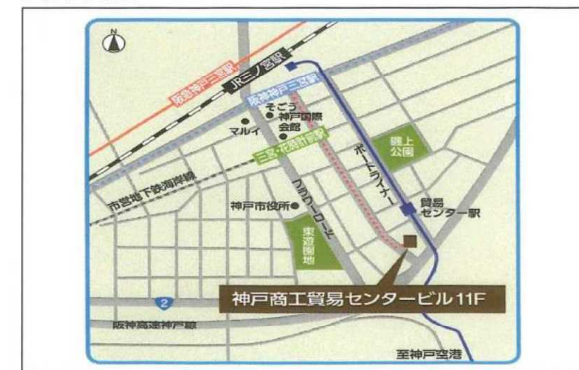 阪急神戸三宮駅
JR三ノ宮駅
阪神神戸三宮駅
そごう
神戸国際
会館
マルイ
三宮・花時計前駅
磯上
公園
市営地下鉄海岸線
ポートライナー
フラワーロード
神戸市役所
貿易
センター駅
東遊園地
神戸商工貿易センタービル11F
2
阪神高速神戸線
至神戸空港